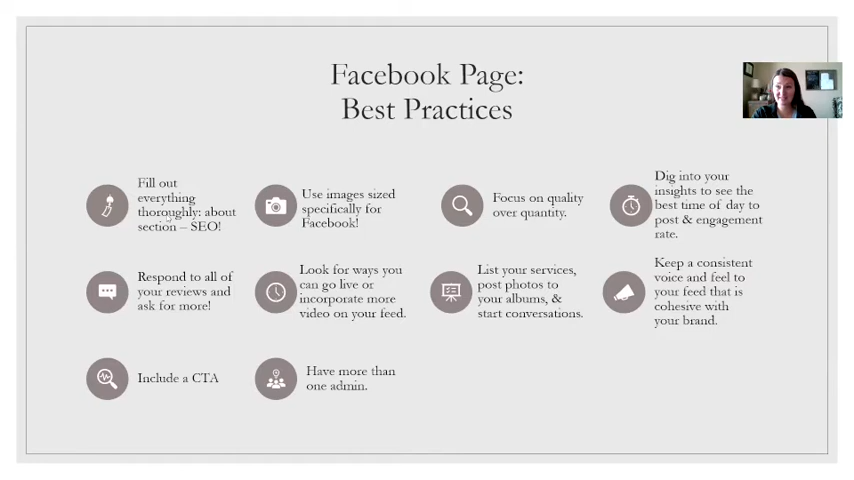 Facebook Page:
Best Practices
Fill out
everything
thoroughly: about
section – SEO!
Use images sized
specifically for
Facebook!
Focus on quality
over quantity.
Dig into your
insights to see the
best time of day to
post & engagement
rate.
Respond to all of
your reviews and
ask for more!
Look for ways you
can go live or
incorporate more
video on your feed.
List your services,
post photos to
your albums, &
start conversations.
Keep a consistent
voice and feel to
your feed that is
cohesive with
your brand.
Include a CTA
Have more than
one admin.